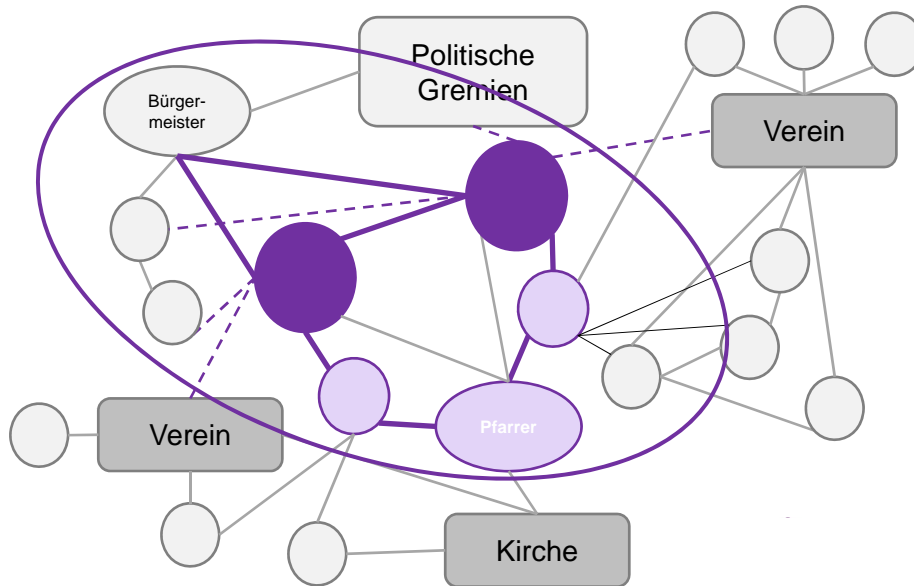 Politische
Gremien
Bürger-
meister
Verein
Verein
Pfarrer
Kirche